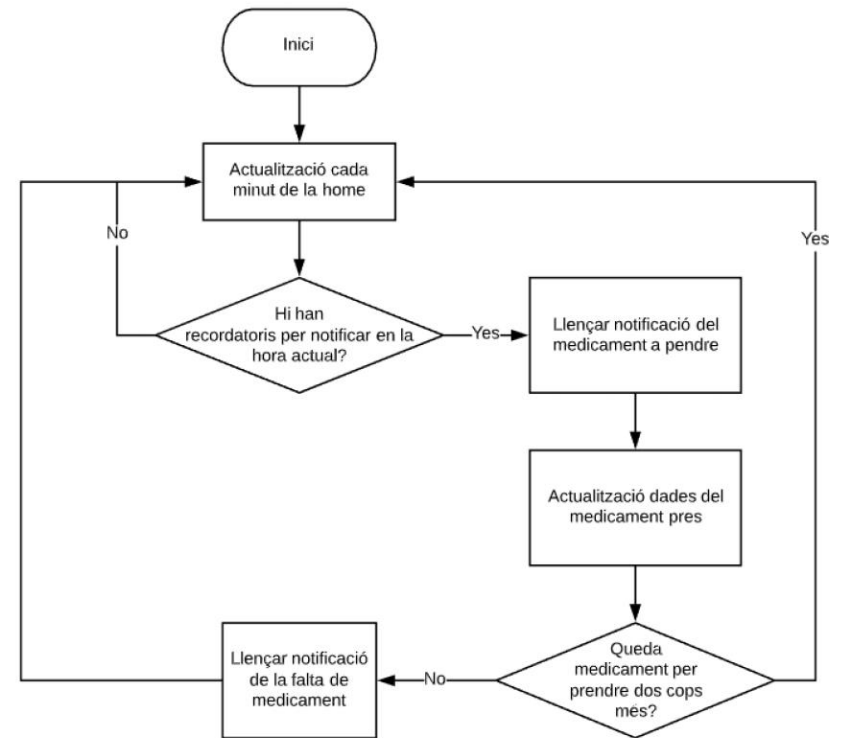 Inici
Actualització cada
minut de la home
No
Yes
Hi han
recordatoris per notificar en la
hora actual?
Yes
Llençar notificació del
medicament a pendre
Actualització dades del
medicament pres
Queda
medicament per
prendre dos cops
més?
No
Llençar notificació
de la falta de
medicament